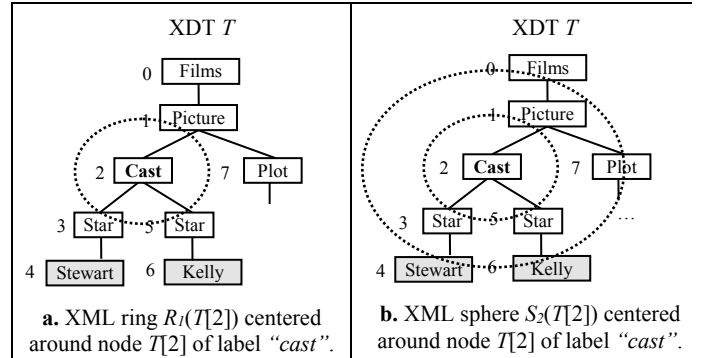 XDT T
0 Films
1 Picture
2 Cast 7 Plot
3 Star 5 Star
4 Stewart 6 Kelly
a. XML ring R1(T[2]) centered
around node T[2] of label “cast”.
XDT T
0 Films
1 Picture
2 Cast 7 Plot
3 Star 5 Star …
4 Stewart 6 Kelly
b. XML sphere S2(T[2]) centered
around node T[2] of label “cast”.